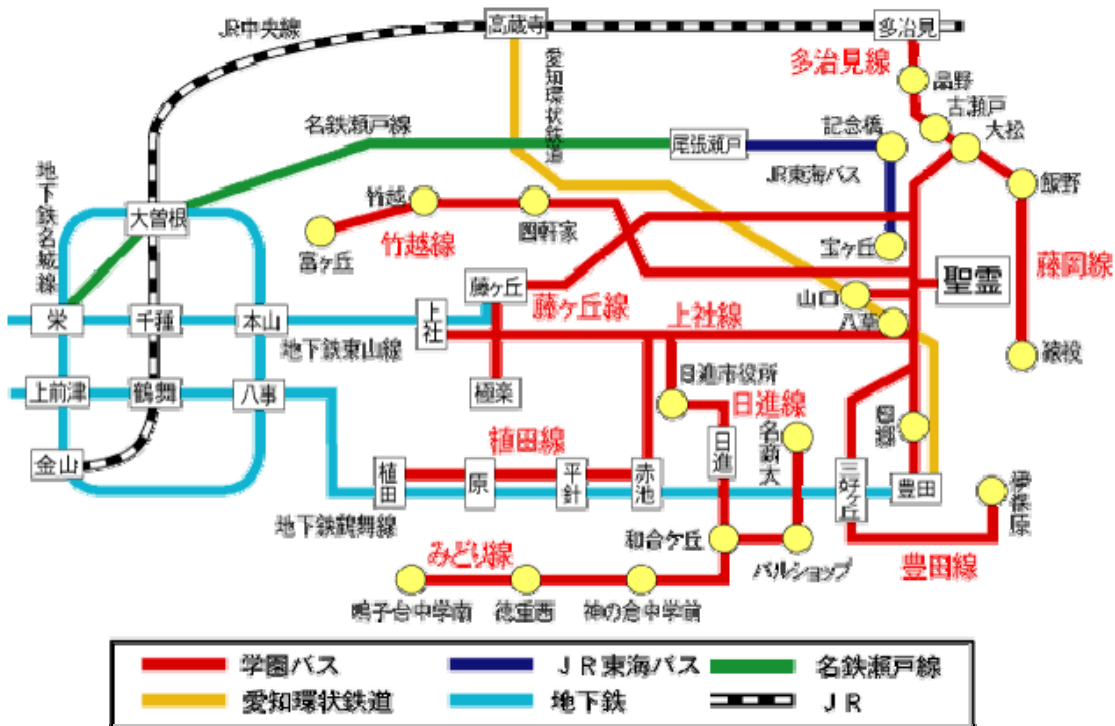 高蔵寺
多治見
JR中央線
多治見線
愛知環状鉄道
品野
古瀬戸
大松
名鉄瀬戸線
記念橋
尾張瀬戸
JR東海バス
飯野
地下鉄名城線
大曽根
竹越
四軒家
竹越線
富ヶ丘
宝ヶ丘
藤岡線
藤ヶ丘
藤ヶ丘線
山口
聖霊
栄
千種
本山
上社
上社線
八草
地下鉄東山線
猿投
上前津
鶴舞
八事
極楽
日進市役所
日進線
植田線
名商大
金山
植田
原
平針
赤池
日進
三好ヶ丘
豊田
伊保原
地下鉄鶴舞線
和合ケ丘
パルショップ
みどり線
豊田線
鳴子台中学南
徳重西
神の倉中学前
学園バス
ＪＲ東海バス
名鉄瀬戸線
愛知環状鉄道
地下鉄
ＪＲ